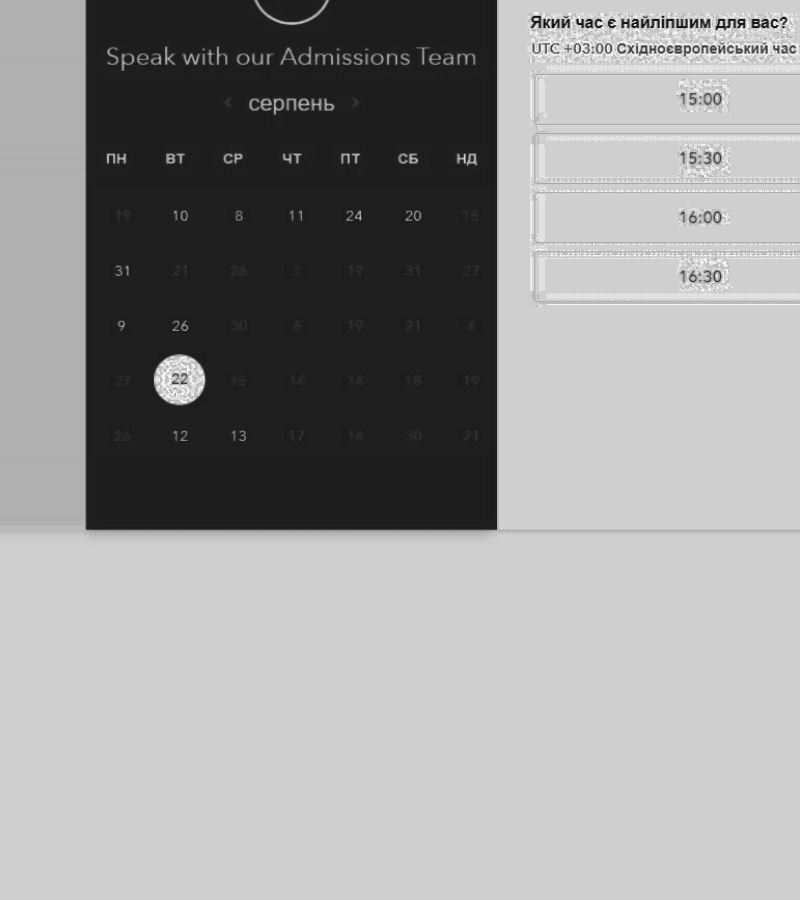 Speak with our Admissions Team
серпень
ПН ВТ СР ЧТ ПТ СБ НД
19 10 8 11 24 20 15
31 21 26 3 19 31 27
9 26 30 6 19 21 4
27 22 15 14 14 18 19
26 12 13 17 14 30 21
Який час є найліпшим для вас?
UTC +03:00 Східноєвропейський час
15:00
15:30
16:00
16:30